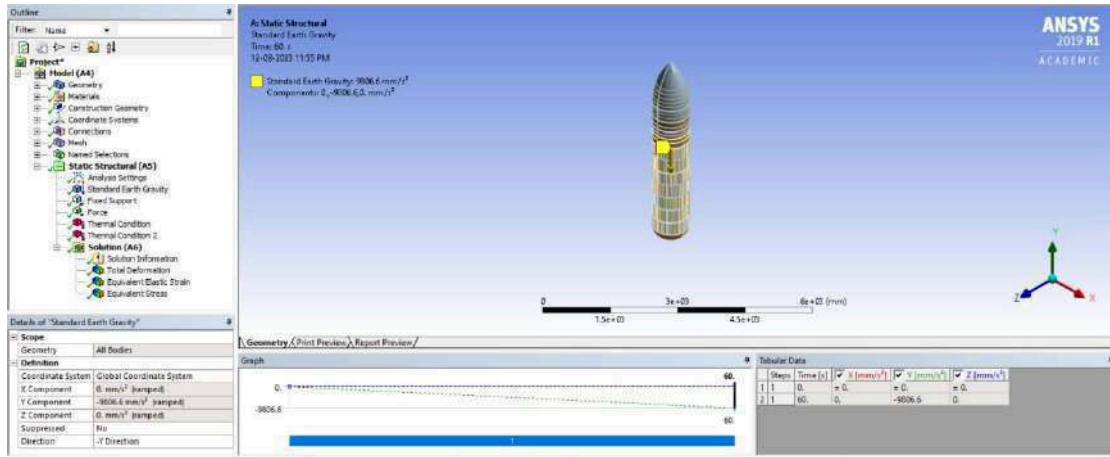 Outline
Filter: Name
Project*
Model (A4)
Geometry
Materials
Construction Geometry
Coordinate Systems
Connections
Mesh
Named Selections
Static Structural (A5)
Analysis Settings
Standard Earth Gravity
Fixed Support
Force
Thermal Condition
Thermal Condition 2
Solution (A6)
Solution Information
Total Deformation
Equivalent Elastic Strain
Equivalent Stress
Details of "Standard Earth Gravity"
Scope
Geometry All Bodies
Definition
Coordinate System Global Coordinate System
X Component 0. mm/s² (ramped)
Y Component -9806.6 mm/s² (ramped)
Z Component 0. mm/s² (ramped)
Suppressed No
Direction -Y Direction
A: Static Structural
Standard Earth Gravity
Time: 60. s
11:55 PM
Standard Earth Gravity: 9806.6 mm/s²
Components: 0.,-9806.6,0. mm/s²
ANSYS
2019 R1
ACADEMIC
Y
Z X
0 3e+03 6e+03 (mm)
1.5e+03 4.5e+03
Geometry Print Preview Report Preview
Graph
60.
0.
-9806.6
60.
1
Tabular Data
Steps Time [s] X [mm/s²] Y [mm/s²] Z [mm/s²]
1 1 0. = 0. = 0. = 0.
2 1 60. 0. -9806.6 0.